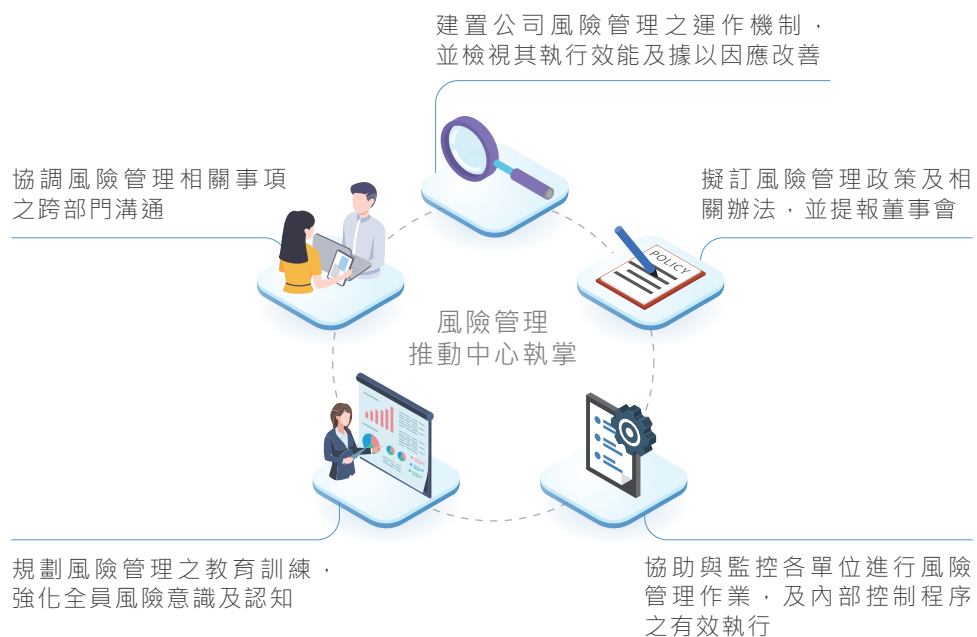 建置公司風險管理之運作機制，
並檢視其執行效能及據以因應改善
協調風險管理相關事項
之跨部門溝通
擬訂風險管理政策及相
關辦法，並提報董事會
POLICY
風險管理
推動中心執掌
規劃風險管理之教育訓練，
強化全員風險意識及認知
協助與監控各單位進行風險
管理作業，及內部控制程序
之有效執行